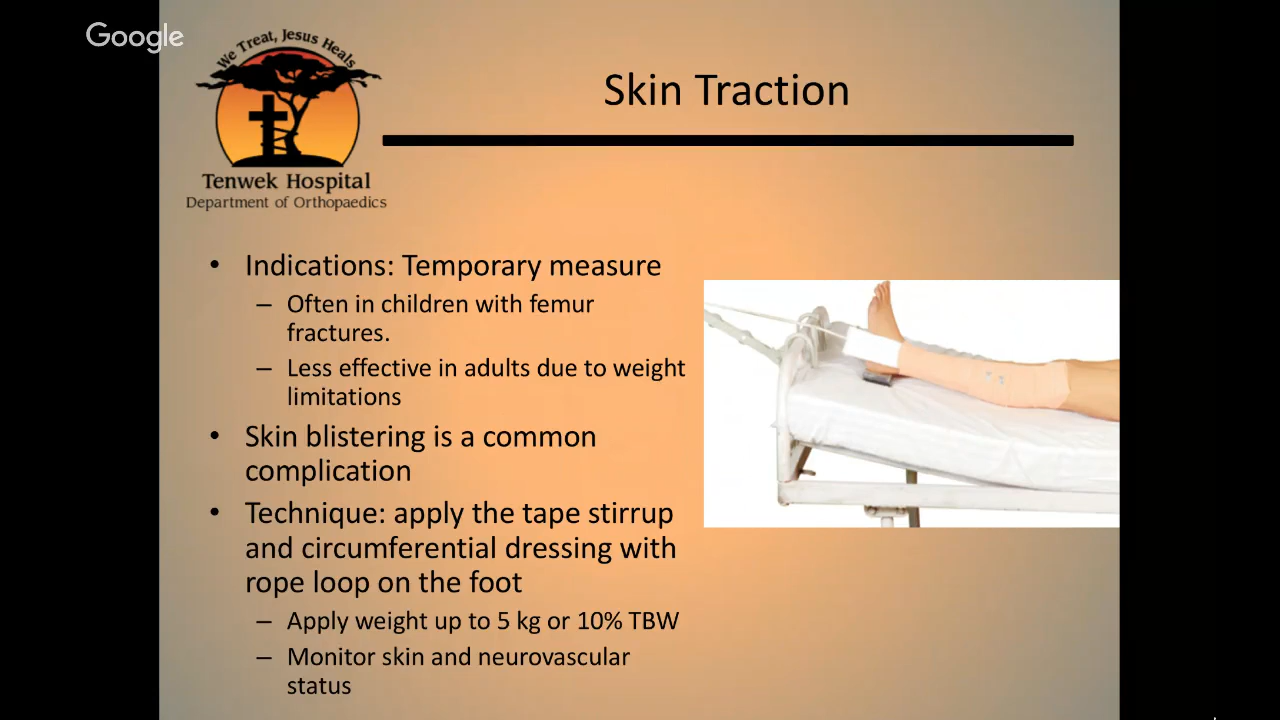 Google
We Treat, Jesus Heals
Tenwek Hospital
Department of Orthopaedics
Skin Traction
• Indications: Temporary measure
– Often in children with femur
fractures.
– Less effective in adults due to weight
limitations
• Skin blistering is a common
complication
• Technique: apply the tape stirrup
and circumferential dressing with
rope loop on the foot
– Apply weight up to 5 kg or 10% TBW
– Monitor skin and neurovascular
status